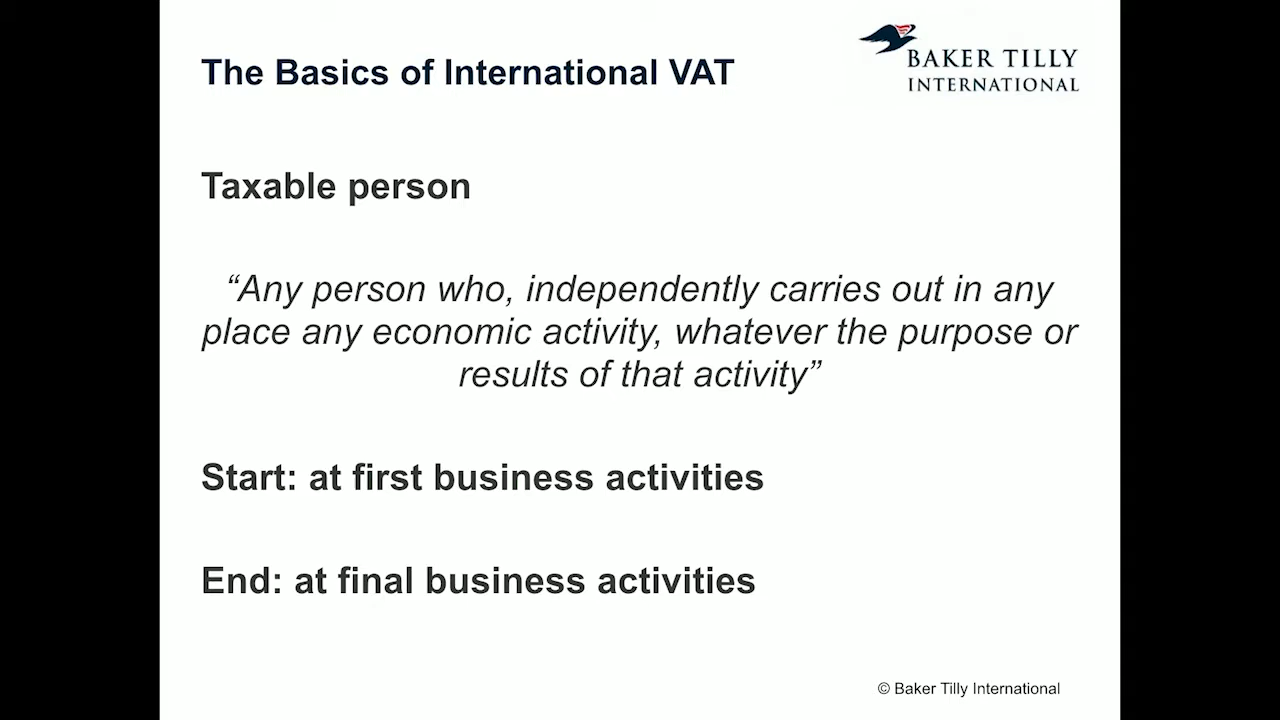 The Basics of International VAT
BAKER TILLY
INTERNATIONAL
Taxable person
“Any person who, independently carries out in any
place any economic activity, whatever the purpose or
results of that activity”
Start: at first business activities
End: at final business activities
© Baker Tilly International